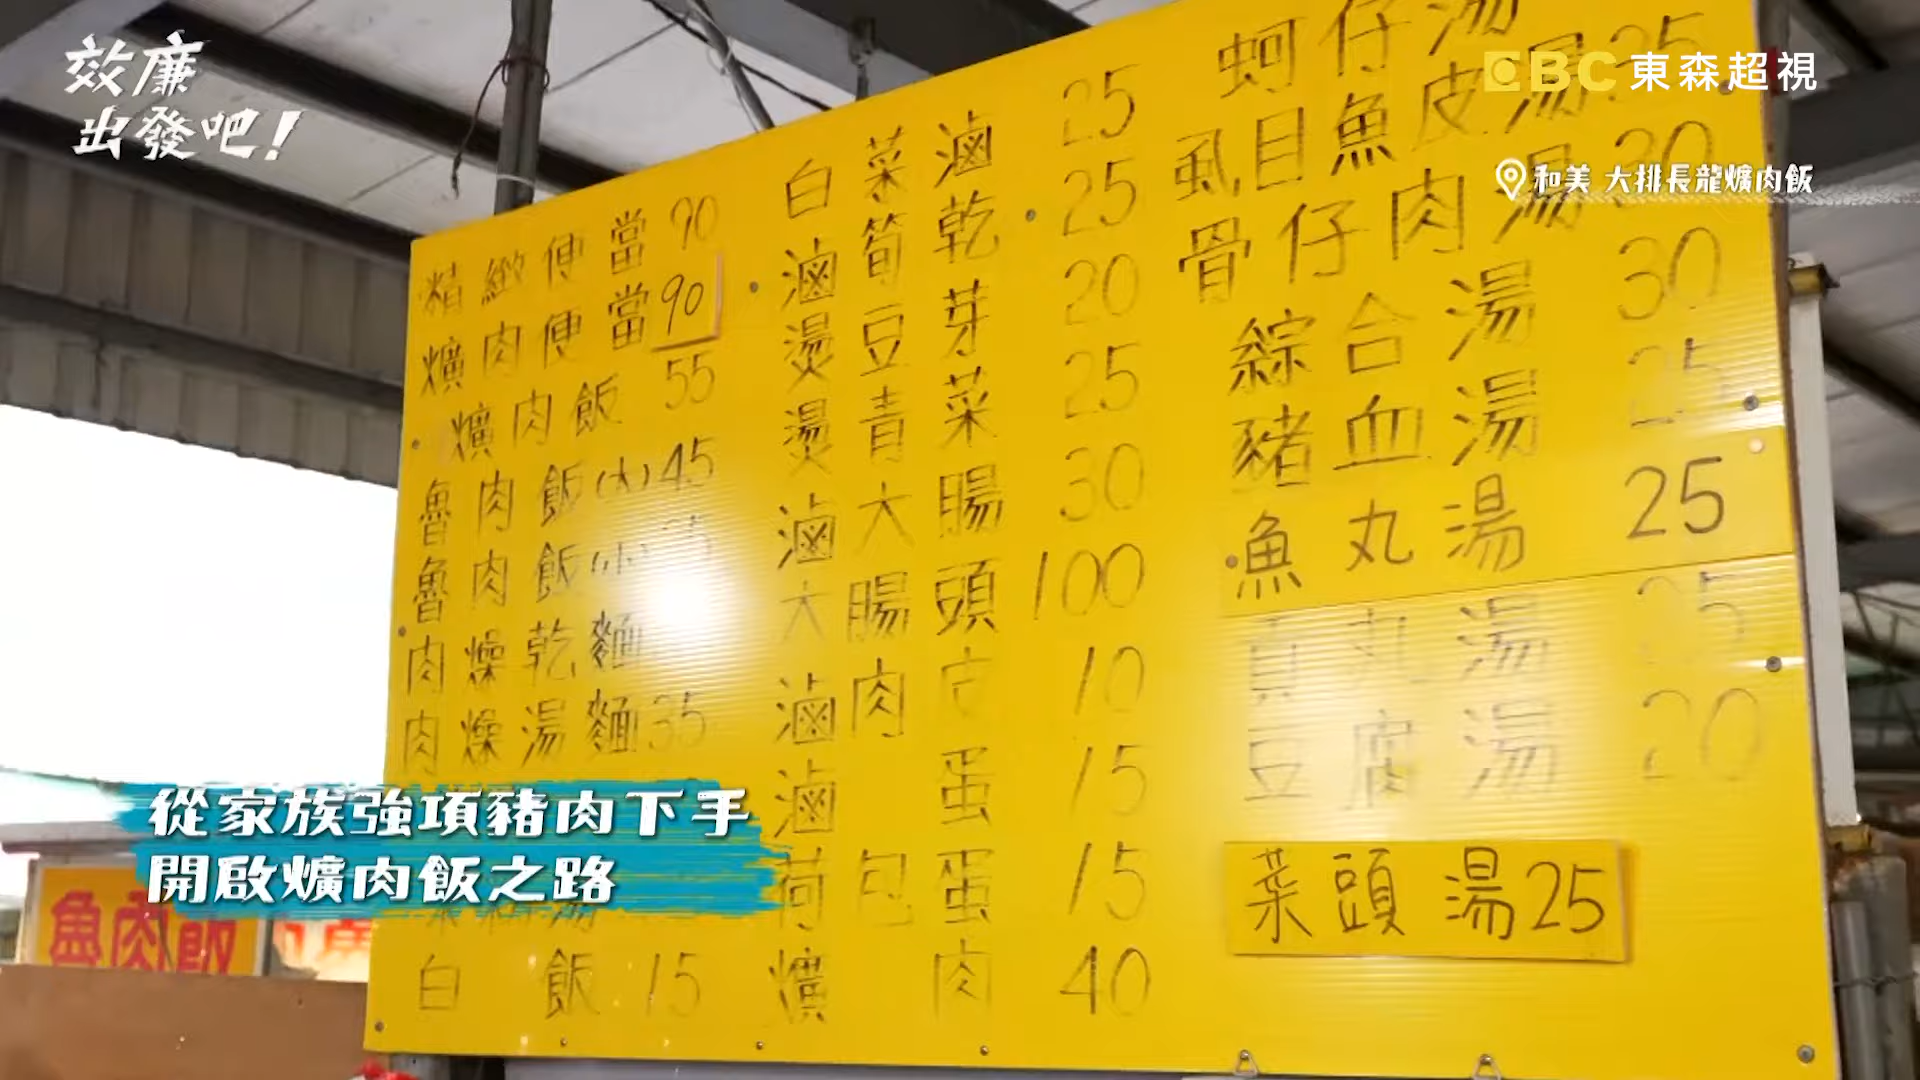 效廉
出發吧!
EBC 東森超視
和美 大排長龍爌肉飯
精緻便當 90
爌肉便當 90
爌肉飯 55
魯肉飯(大) 45
魯肉飯(小)
肉燥乾麵
肉燥湯麵 35
白飯 15
白菜滷 25
滷筍乾 25
燙豆芽 20
燙青菜 25
滷大腸 30
大腸頭 100
滷肉皮 10
滷蛋 15
荷包蛋 15
爌肉 40
蚵仔湯
虱目魚皮湯
骨仔肉湯 30
綜合湯 30
豬血湯 25
魚丸湯 25
貢丸湯 25
豆腐湯 20
菜頭湯 25
從家族強項豬肉下手
開啟爌肉飯之路
魯肉飯